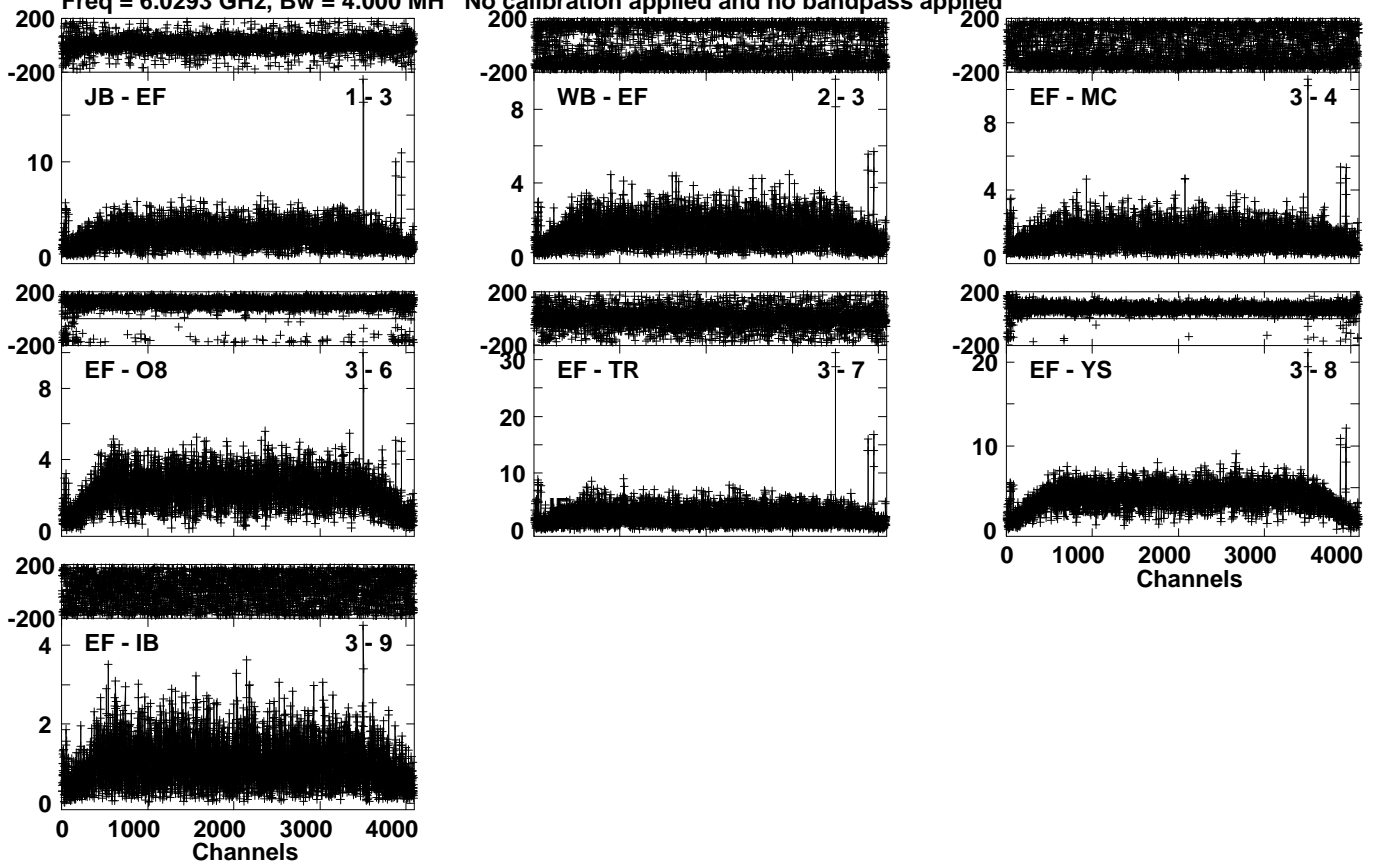 Freq = 6.0293 GHz, Bw = 4.000 MH No calibration applied and no bandpass applied
200 200 200
-200 -200 -200
JB - EF 1 - 3 WB - EF 2 - 3 EF - MC 3 - 4
8 8
10
4 4
0 0 0
200 200 200
-200 -200 -200
EF - O8 3 - 6 EF - TR 3 - 7 EF - YS 3 - 8
30 20
8 20
4 10 10
0 0 0
0 1000 2000 3000 4000
Channels
200
-200
EF - IB 3 - 9
4
2
0
0 1000 2000 3000 4000
Channels